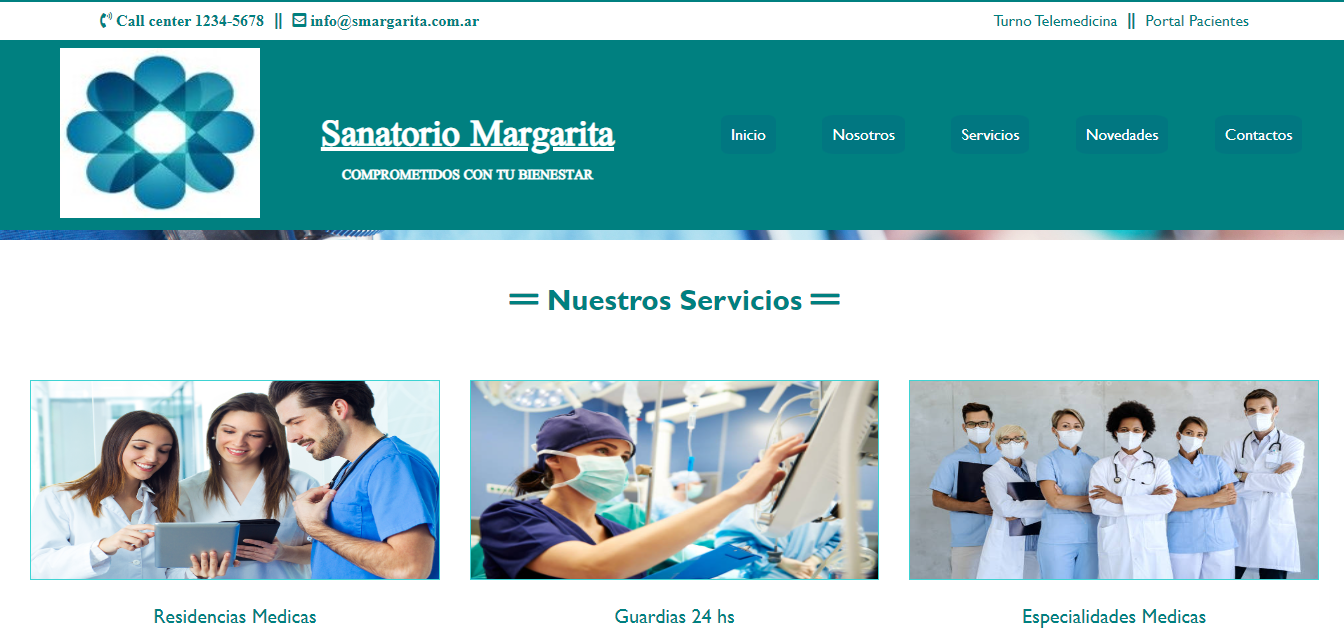 Call center 1234-5678 || info@smargarita.com.ar Turno Telemedicina || Portal Pacientes
Sanatorio Margarita
COMPROMETIDOS CON TU BIENESTAR
Inicio Nosotros Servicios Novedades Contactos
Nuestros Servicios
Residencias Medicas Guardias 24 hs Especialidades Medicas